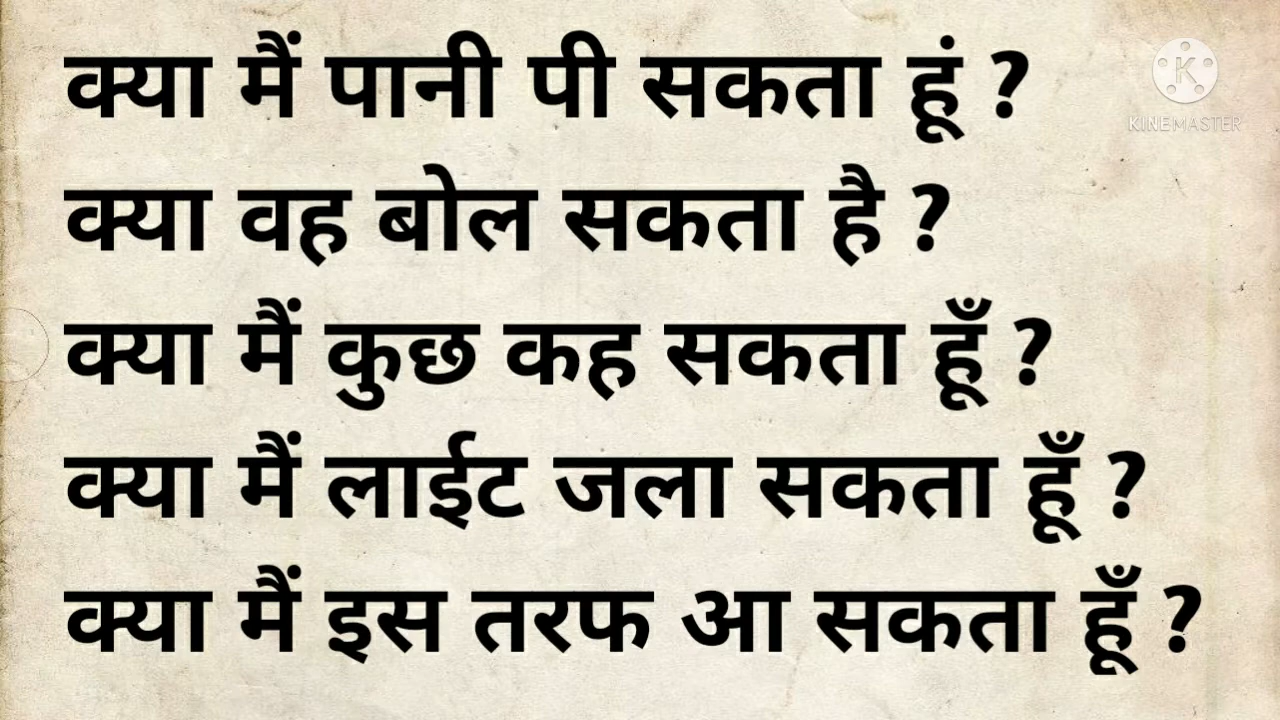 क्या मैं पानी पी सकता हूं ?
क्या वह बोल सकता है ?
क्या मैं कुछ कह सकता हूँ ?
क्या मैं लाईट जला सकता हूँ ?
क्या मैं इस तरफ आ सकता हूँ ?
K
KINEMASTER